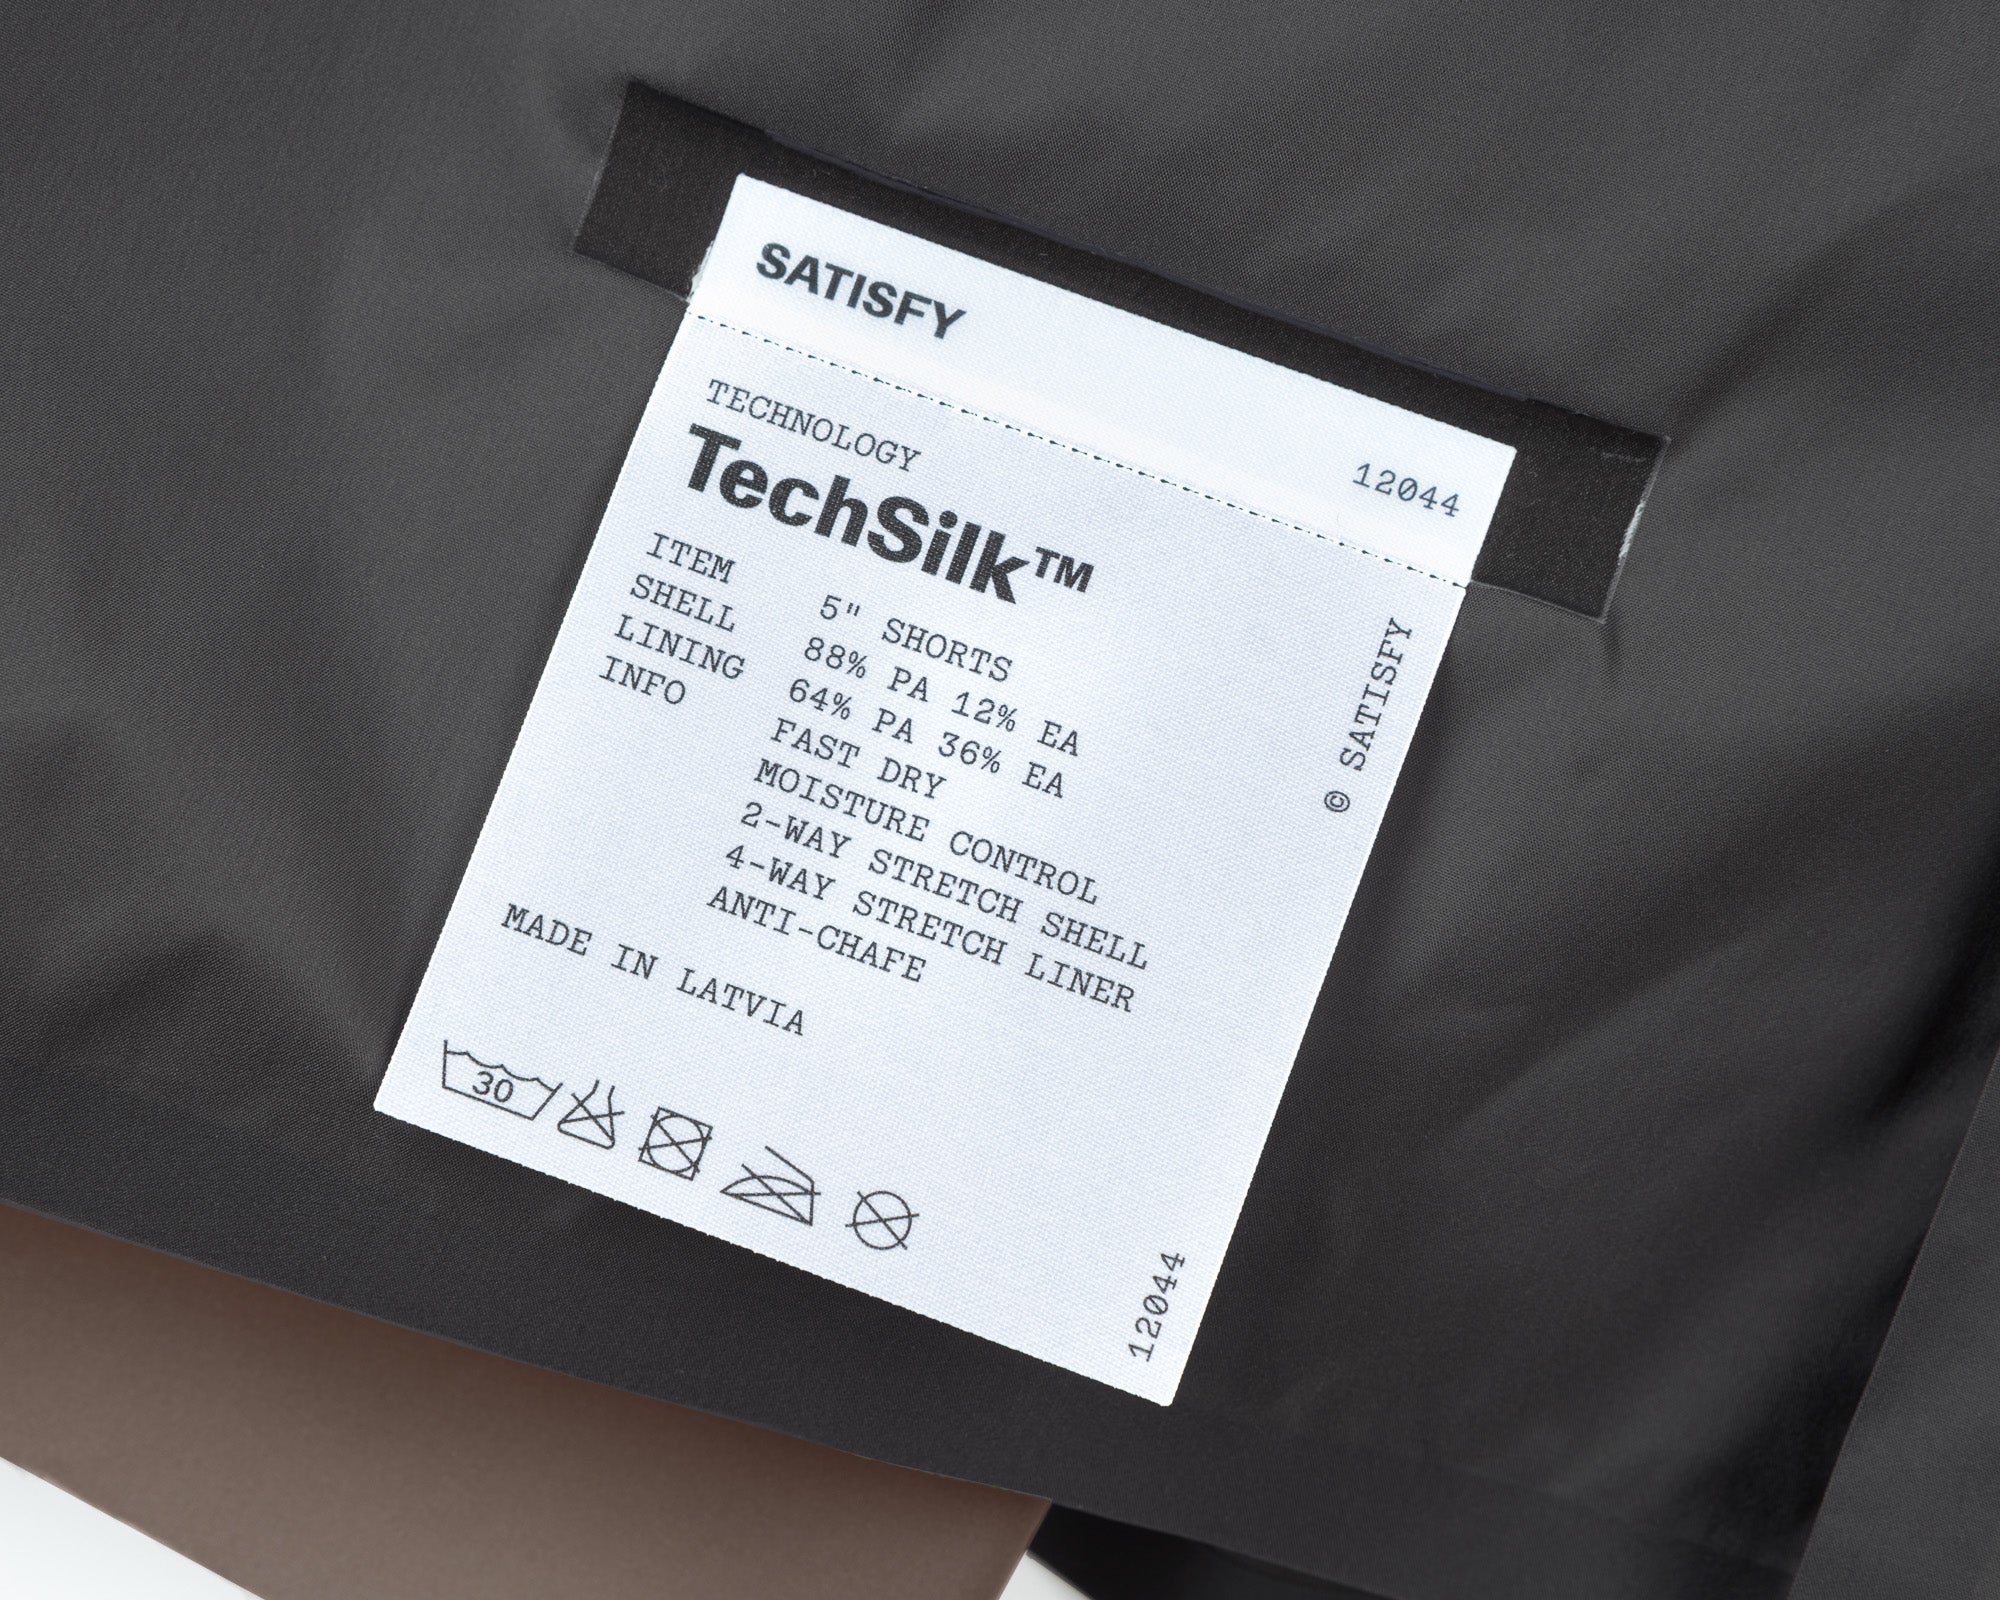 SATISFY
12044
TECHNOLOGY
TechSilk™
ITEM 5" SHORTS
SHELL 88% PA 12% EA
LINING 64% PA 36% EA
INFO FAST DRY
MOISTURE CONTROL
2-WAY STRETCH SHELL
4-WAY STRETCH LINER
ANTI-CHAFE
MADE IN LATVIA
30
© SATISFY
12044